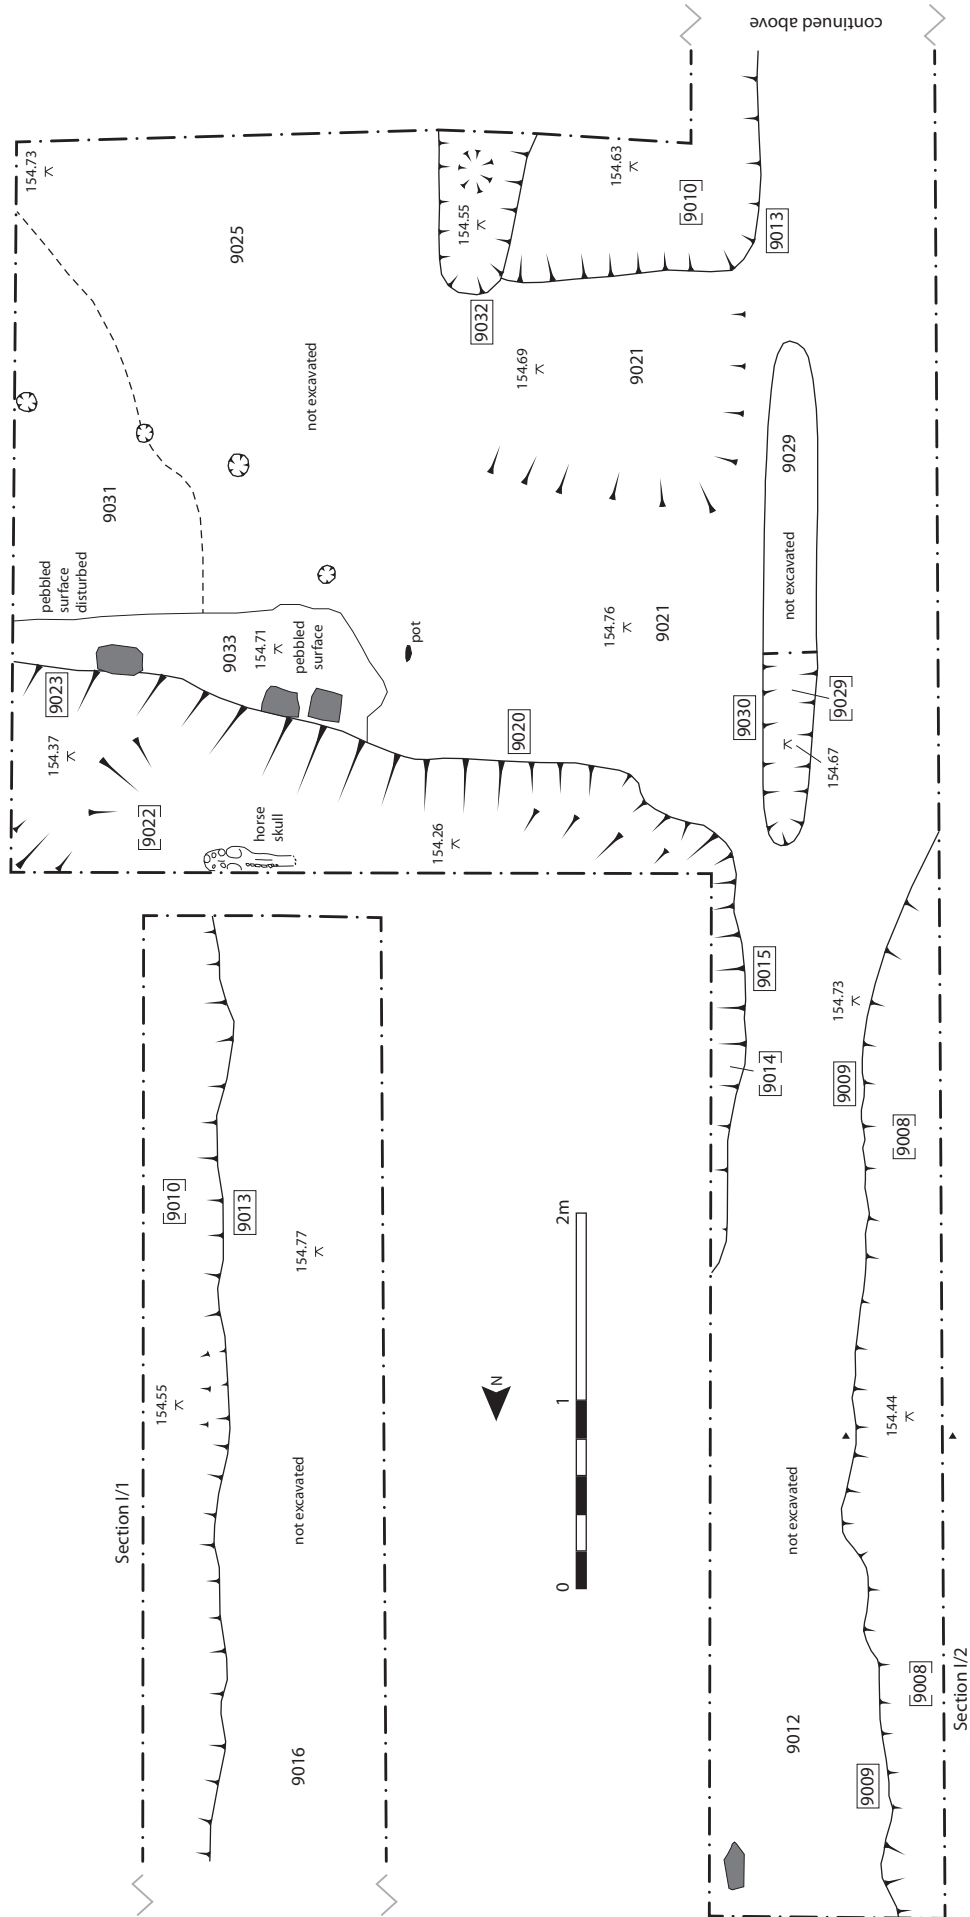 continued above
154.73
9025
154.55
154.63
9010
9013
9032
154.69
9021
not excavated
9031
pebbled
surface
disturbed
9029
not excavated
9033
154.71
pebbled
surface
pot
154.76
9021
9023
154.37
9020
9030
9029
154.67
9022
horse
skull
154.26
9015
9014
154.73
9009
9008
9010
9013
154.77
2m
1
0
N
154.55
Section I/1
not excavated
9016
154.44
not excavated
9012
9008
9009
Section I/2